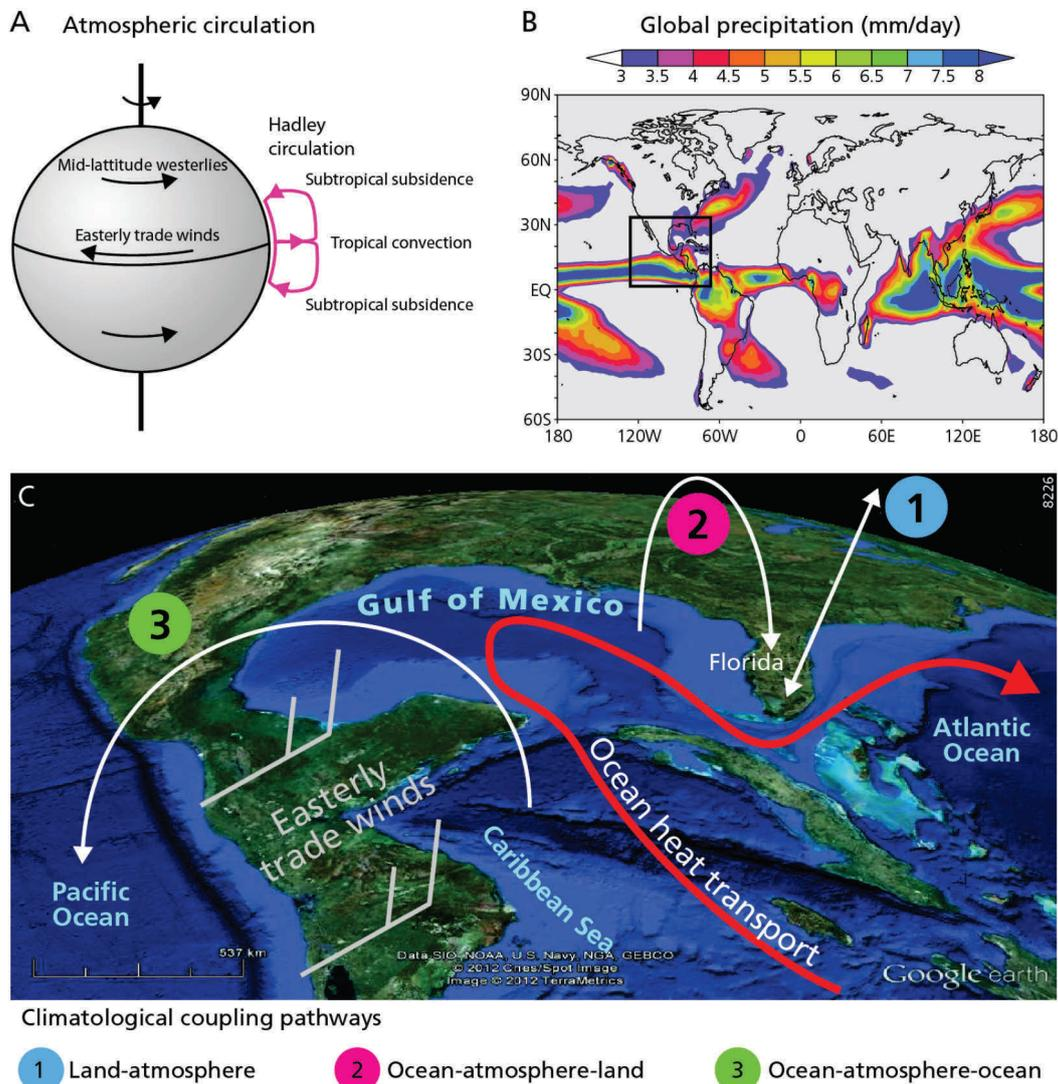 A
Atmospheric circulation
Mid-lattitude westerlies
Easterly trade winds
Hadley
circulation
Subtropical subsidence
Tropical convection
Subtropical subsidence
B
Global precipitation (mm/day)
3 3.5 4 4.5 5 5.5 6 6.5 7 7.5 8
90N
60N
30N
EQ
30S
60S
180 120W 60W 0 60E 120E 180
C
8226
1
2
3
Gulf of Mexico
Florida
Atlantic
Ocean
Easterly
trade winds
Ocean heat transport
Caribbean Sea
Pacific
Ocean
537 km
Data SIO, NOAA, U.S. Navy, NGA, GEBCO
© 2012 Cnes/Spot Image
Image © 2012 TerraMetrics
Google earth
Climatological coupling pathways
1 Land-atmosphere
2 Ocean-atmosphere-land
3 Ocean-atmosphere-ocean